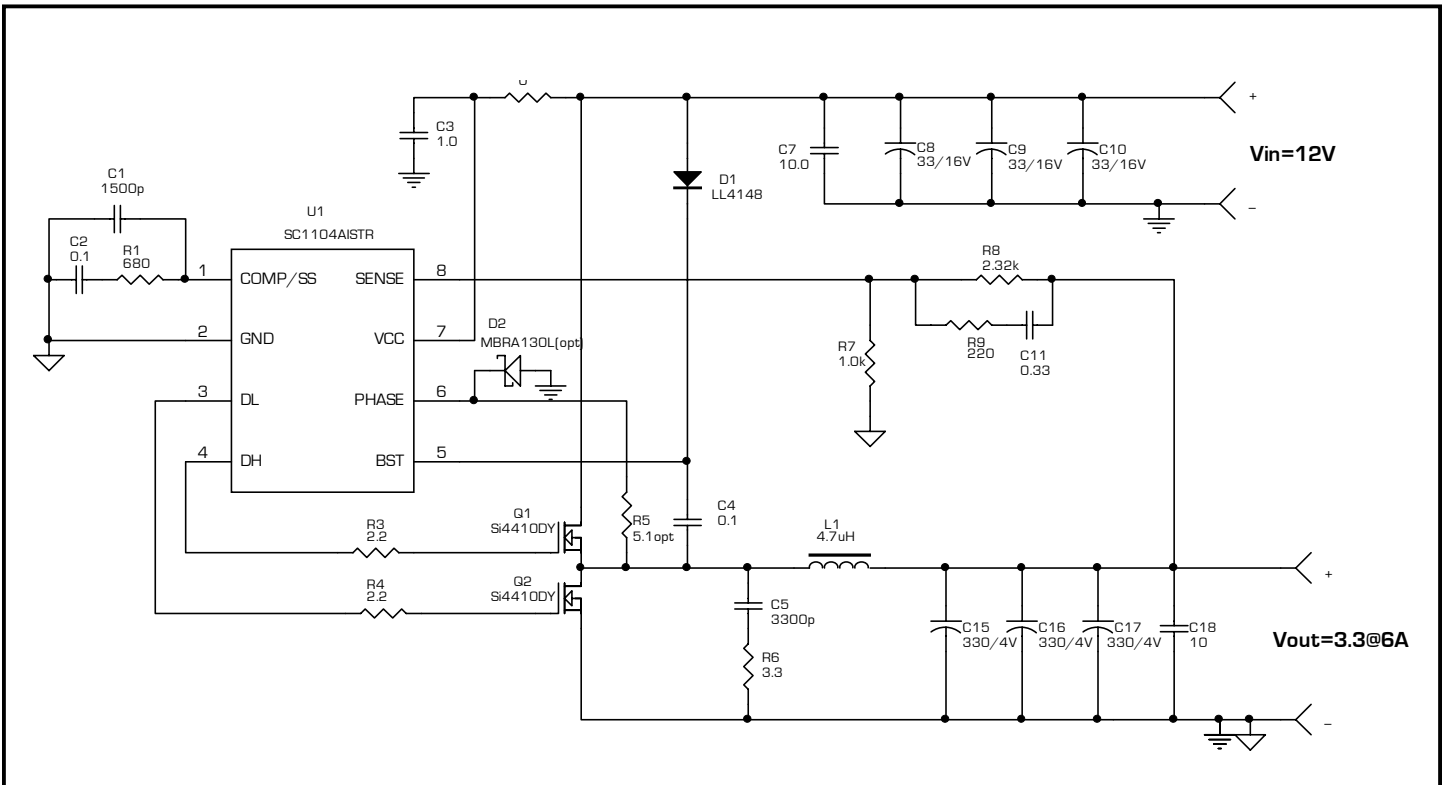 C3
1.0
C7
10.0
C8
33/16V
C9
33/16V
C10
33/16V
+
Vin=12V
–
D1
LL4148
C1
1500p
C2
0.1
R1
680
U1
SC1104AISTR
1
COMP/SS
SENSE
8
2
GND
VCC
7
3
DL
PHASE
6
4
DH
BST
5
D2
MBRA130L(opt)
R8
2.32k
R9
220
C11
0.33
R7
1.0k
R3
2.2
Q1
Si4410DY
R5
5.1opt
C4
0.1
L1
4.7uH
R4
2.2
Q2
Si4410DY
C5
3300p
R6
3.3
C15
330/4V
C16
330/4V
C17
330/4V
C18
10
+
Vout=3.3@6A
–